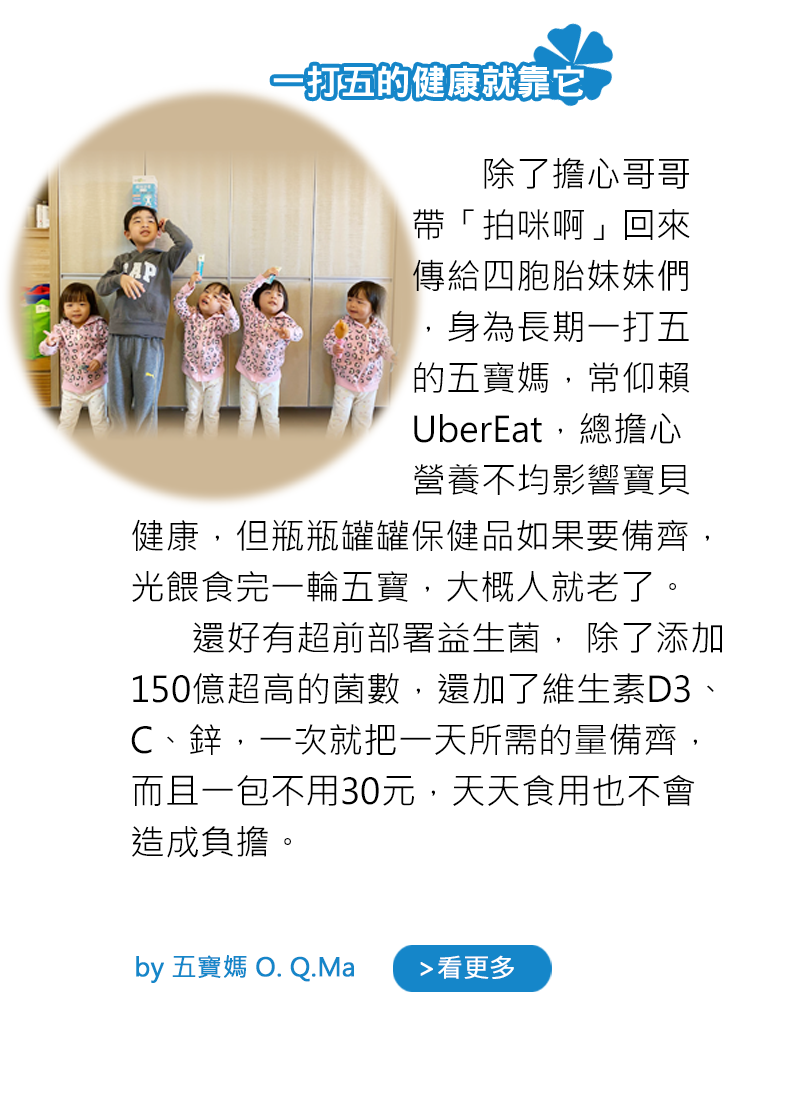 一打五的健康就靠它
除了擔心哥哥
帶「拍咪啊」回來
傳給四胞胎妹妹們
，身為長期一打五
的五寶媽，常仰賴
UberEat，總擔心
營養不均影響寶貝
健康，但瓶瓶罐罐保健品如果要備齊，
光餵食完一輪五寶，大概人就老了。
還好有超前部署益生菌， 除了添加
150億超高的菌數，還加了維生素D3、
C、鋅，一次就把一天所需的量備齊，
而且一包不用30元，天天食用也不會
造成負擔。
by 五寶媽 O. Q.Ma
>看更多
GAP